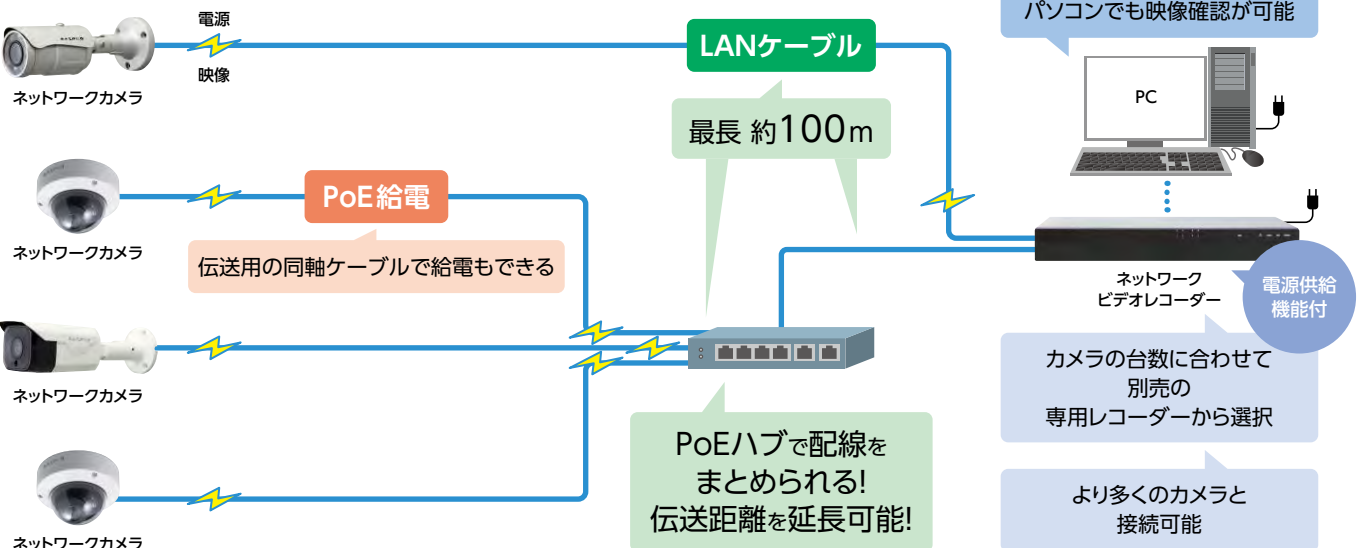 パソコンでも映像確認が可能
電源
映像
LANケーブル
ネットワークカメラ
最長 約100m
PC
PoE給電
ネットワークカメラ
伝送用の同軸ケーブルで給電もできる
ネットワーク
ビデオレコーダー
電源供給
機能付
ネットワークカメラ
カメラの台数に合わせて
別売の
専用レコーダーから選択
PoEハブで配線を
まとめられる!
伝送距離を延長可能!
より多くのカメラと
接続可能
ネットワークカメラ